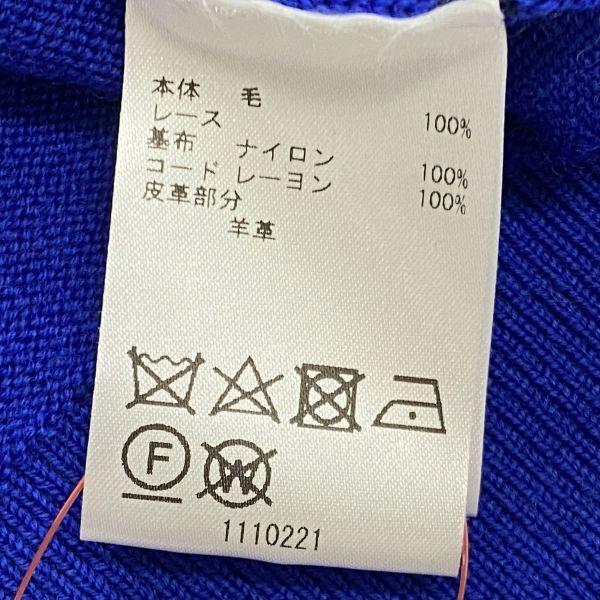 本体 毛 100%
レース
基布 ナイロン 100%
コード レーヨン 100%
皮革部分
羊革
F
W
1110221